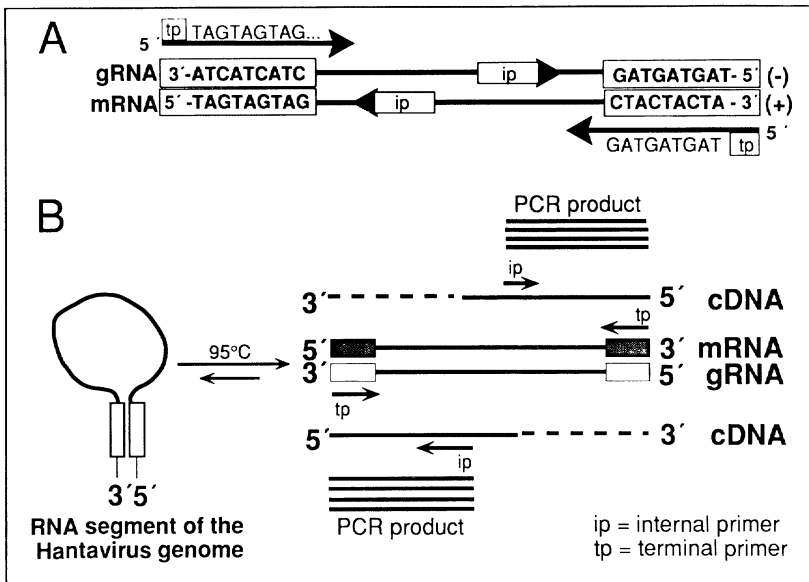 A
tp TAGTAGTAG...
5´
gRNA 3´-ATCATCATC ip GATGATGAT-5´ (-)
mRNA 5´-TAGTAGTAG ip CTACTACTA-3´ (+)
5´
GATGATGAT tp
B
PCR product
ip
3´ 5´ cDNA
tp
95°C
5´ 3´ mRNA
3´ 5´ gRNA
tp
5´ 3´ cDNA
ip
3´5´
RNA segment of the
Hantavirus genome
PCR product
ip = internal primer
tp = terminal primer